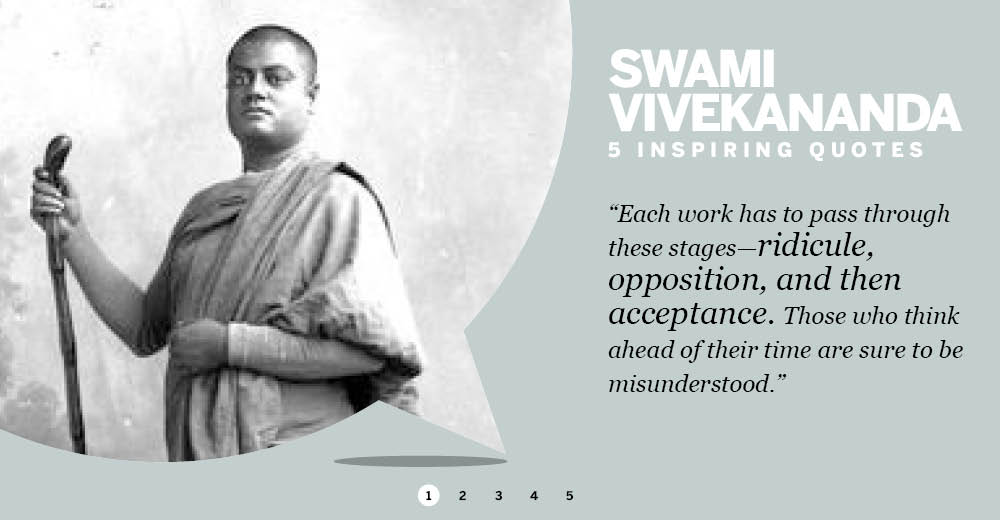 SWAMI
VIVEKANANDA
5 INSPIRING QUOTES
“Each work has to pass through
these stages—ridicule,
opposition, and then
acceptance. Those who think
ahead of their time are sure to be
misunderstood.”
1 2 3 4 5